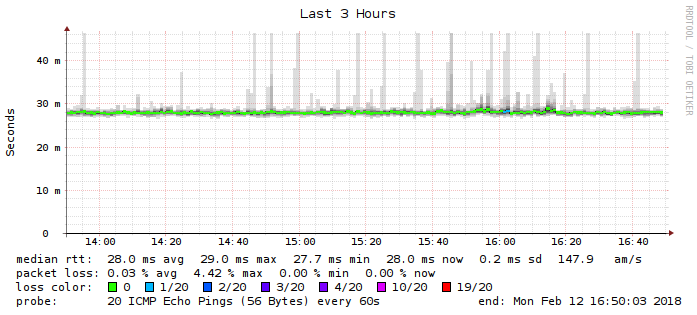 Last 3 Hours
RRDTOOL / TOBI OETIKER
Seconds
40 m
30 m
20 m
10 m
0
14:00 14:20 14:40 15:00 15:20 15:40 16:00 16:20 16:40
median rtt: 28.0 ms avg 29.0 ms max 27.7 ms min 28.0 ms now 0.2 ms sd 147.9 am/s
packet loss: 0.03 % avg 4.42 % max 0.00 % min 0.00 % now
loss color: 0 1/20 2/20 3/20 4/20 10/20 19/20
probe: 20 ICMP Echo Pings (56 Bytes) every 60s end: Mon Feb 12 16:50:03 2018